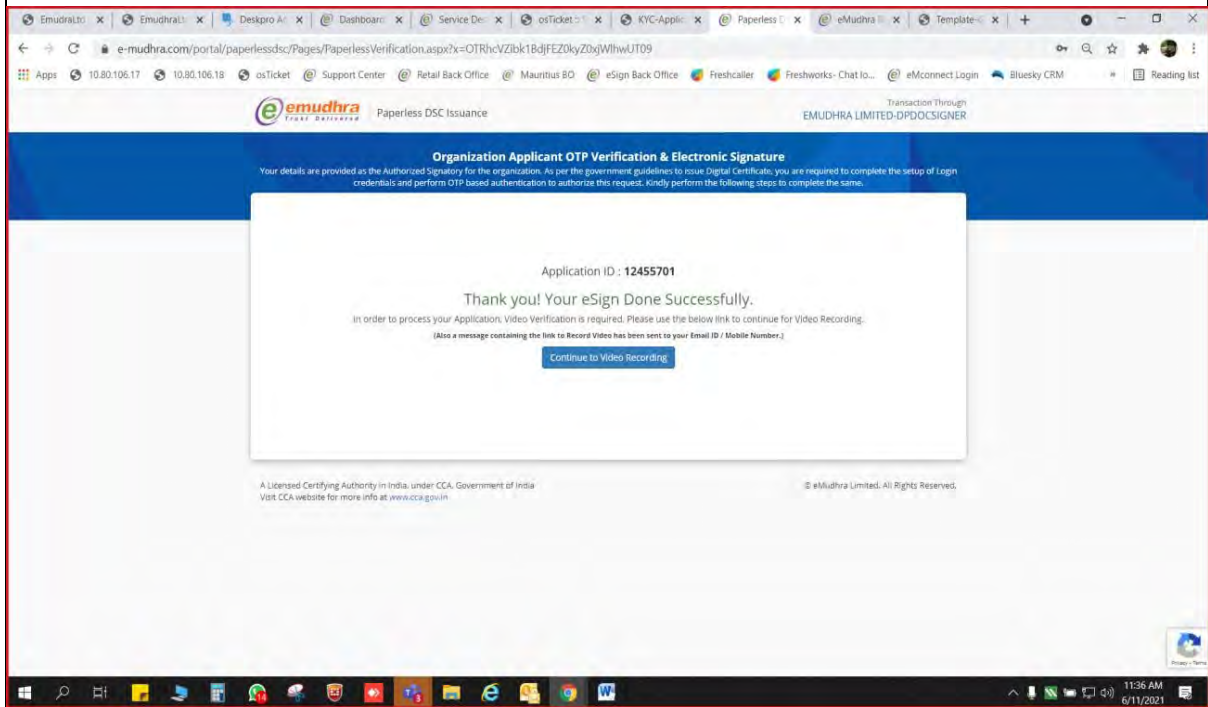 EmudraLtd
Emudhra L
Deskpro A
Dashboard
Service De
osTicket
KYC-Applic
Paperless D
eMudhra
Template-
e-mudhra.com/portal/paperlessdsc/Pages/PaperlessVerification.aspx?x=OTRhcVZibk1BdjFEZ0kyZ0xjWlhwUT09
Apps 10.80.106.17 10.80.106.18 osTicket Support Center Retail Back Office Mauritius BO eSign Back Office Freshcaller Freshworks- Chat lo... eMconnect Login Bluesky CRM » Reading list
emudhra
Trust Delivered
Paperless DSC Issuance
Transaction Through
EMUDHRA LIMITED-DPDOCSIGNER
Organization Applicant OTP Verification & Electronic Signature
Your details are provided as the Authorized Signatory for the organization. As per the government guidelines to issue Digital Certificate, you are required to complete the setup of Login
credentials and perform OTP based authentication to authorize this request. Kindly perform the following steps to complete the same.
Application ID : 12455701
Thank you! Your eSign Done Successfully.
In order to process your Application, Video Verification is required. Please use the below link to continue for Video Recording.
(Also a message containing the link to Record Video has been sent to your Email ID / Mobile Number.)
Continue to Video Recording
A Licensed Certifying Authority in India, under CCA, Government of India
Visit CCA website for more info at www.cca.gov.in
© eMudhra Limited. All Rights Reserved.
Privacy - Terms
11:36 AM
6/11/2021